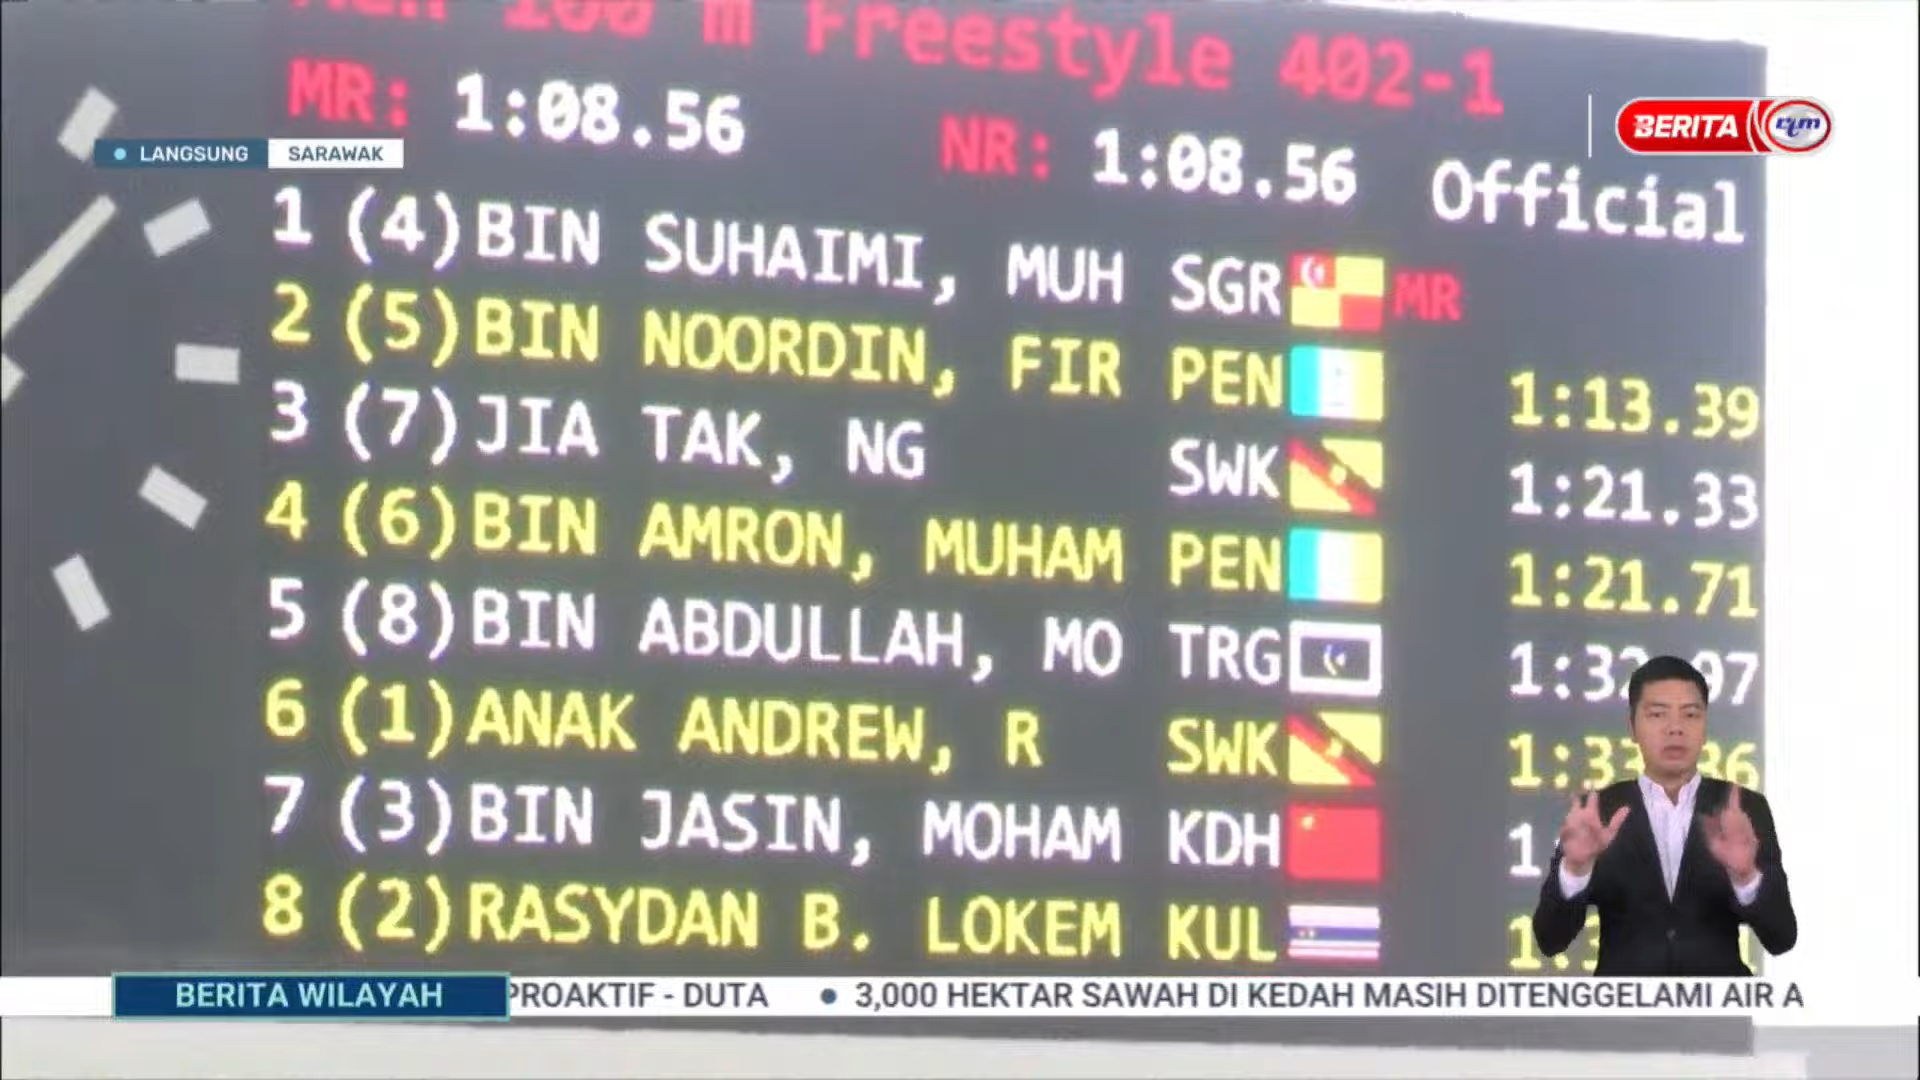 Men 100 m Freestyle 402-1
MR: 1:08.56 NR: 1:08.56 Official
LANGSUNG SARAWAK
BERITA rtm
1 (4) BIN SUHAIMI, MUH SGR MR
2 (5) BIN NOORDIN, FIR PEN 1:13.39
3 (7) JIA TAK, NG SWK 1:21.33
4 (6) BIN AMRON, MUHAM PEN 1:21.71
5 (8) BIN ABDULLAH, MO TRG
6 (1) ANAK ANDREW, R SWK
7 (3) BIN JASIN, MOHAM KDH
8 (2) RASYDAN B. LOKEM KUL
BERITA WILAYAH PROAKTIF - DUTA • 3,000 HEKTAR SAWAH DI KEDAH MASIH DITENGGELAMI AIR A